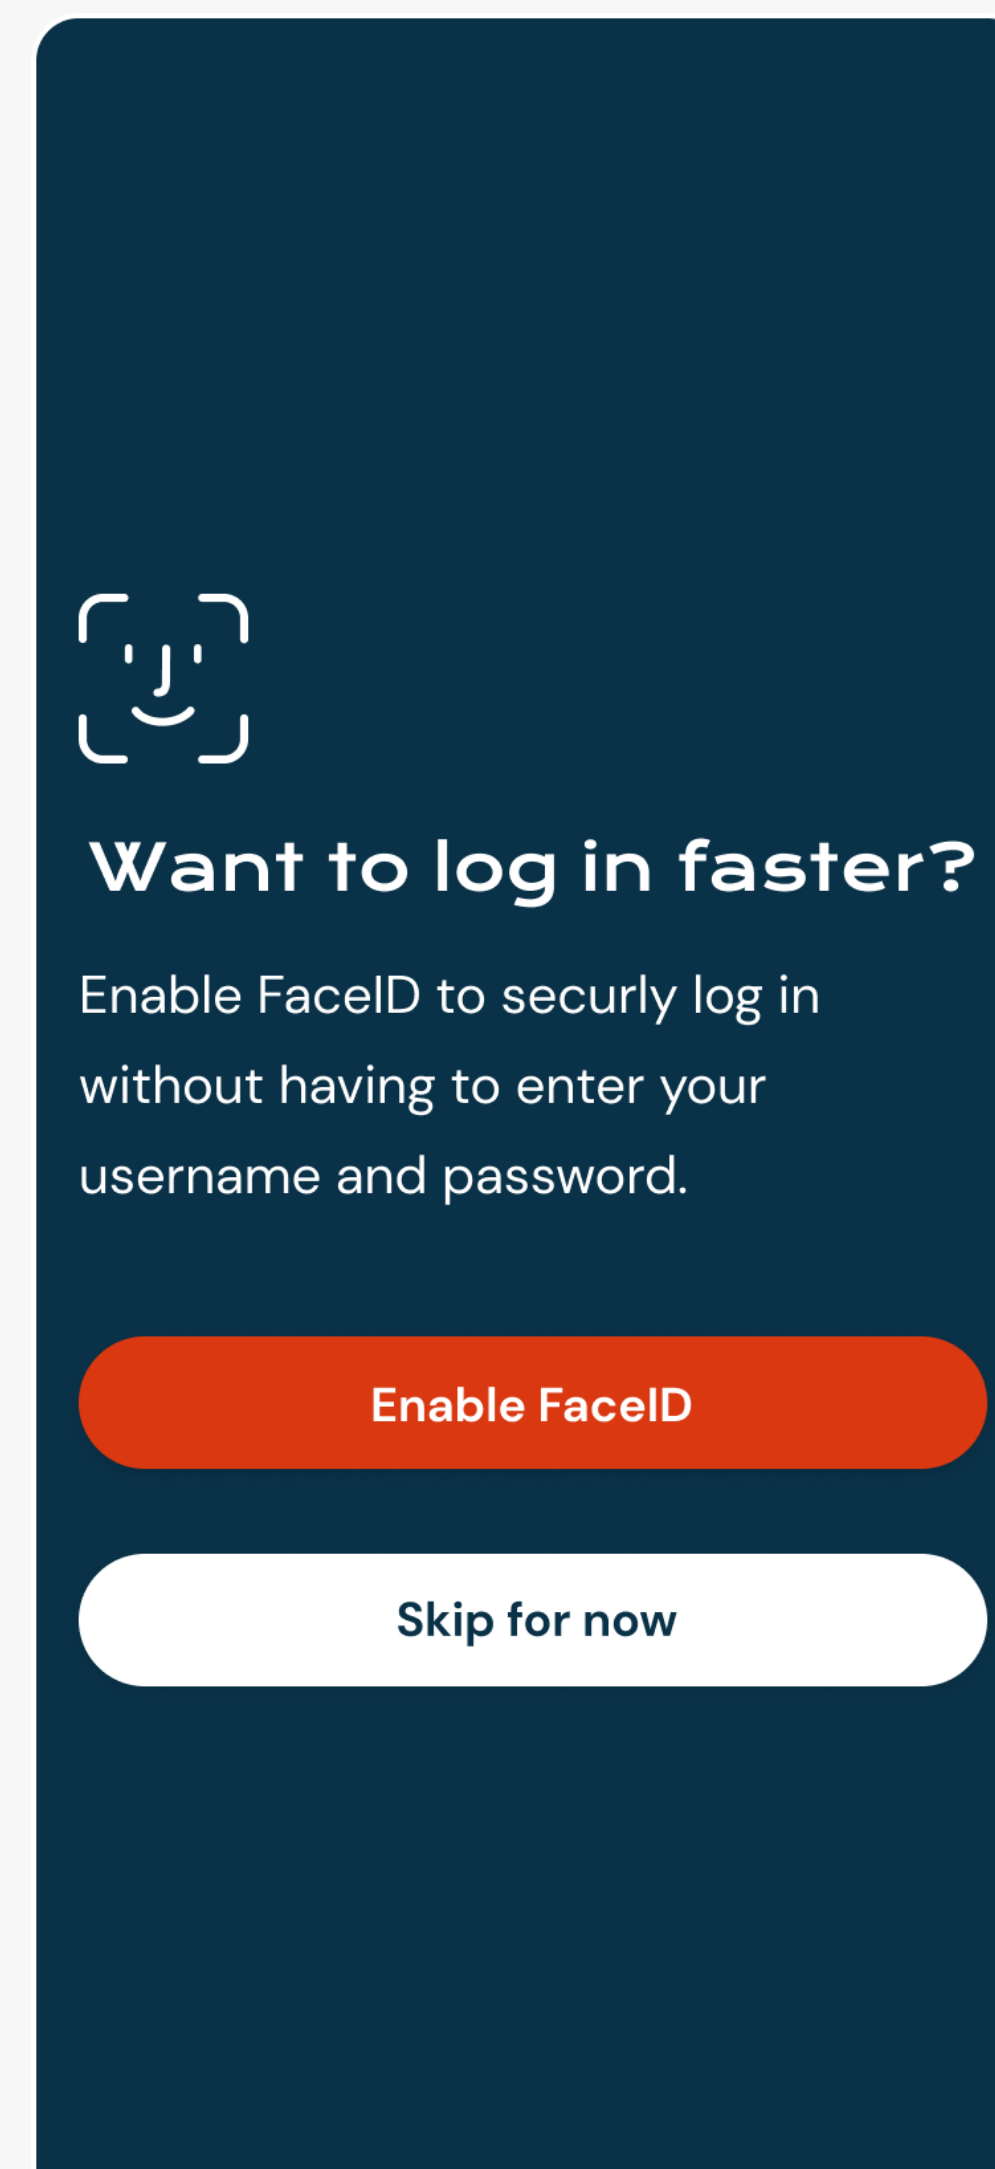 Want to log in faster?
Enable FaceID to securly log in
without having to enter your
username and password.
Enable FaceID
Skip for now